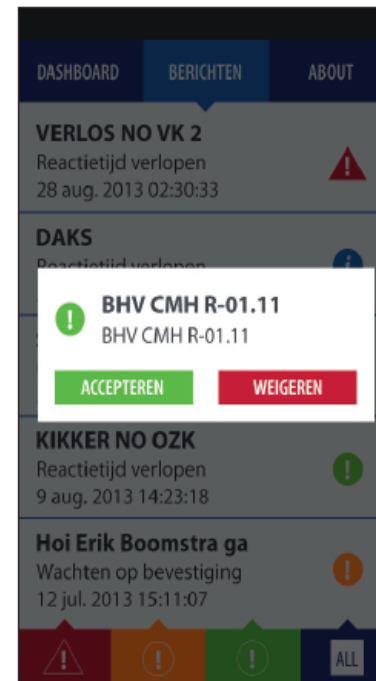 DASHBOARD BERICHTEN ABOUT
VERLOS NO VK 2
Reactietijd verlopen
28 aug. 2013 02:30:33
DAKS
Reactietijd verlopen
BHV CMH R-01.11
BHV CMH R-01.11
ACCEPTEREN WEIGEREN
KIKKER NO OZK
Reactietijd verlopen
9 aug. 2013 14:23:18
Hoi Erik Boomstra ga
Wachten op bevestiging
12 jul. 2013 15:11:07
ALL